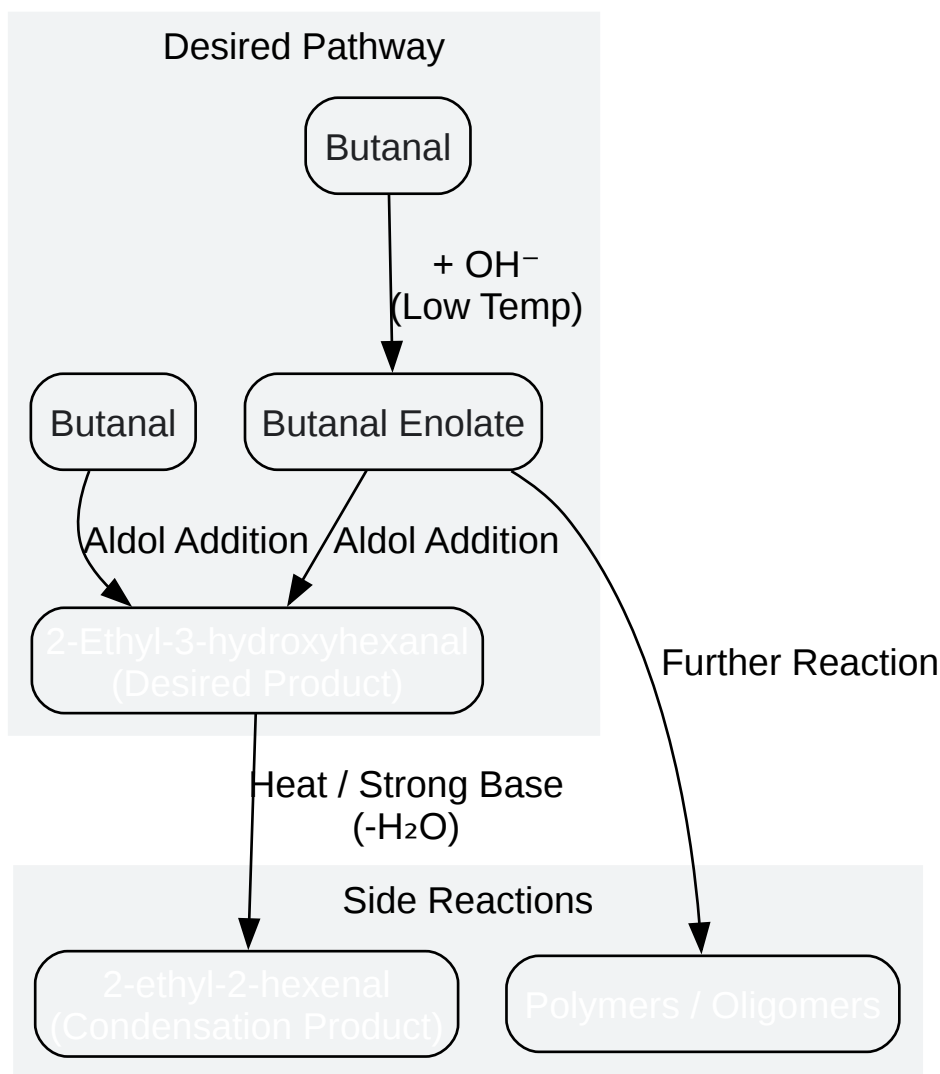 Desired Pathway
Butanal
+ OH⁻
(Low Temp)
Butanal
Butanal Enolate
Aldol Addition
Aldol Addition
2-Ethyl-3-hydroxyhexanal
(Desired Product)
Further Reaction
Heat / Strong Base
(-H₂O)
Side Reactions
2-ethyl-2-hexenal
(Condensation Product)
Polymers / Oligomers